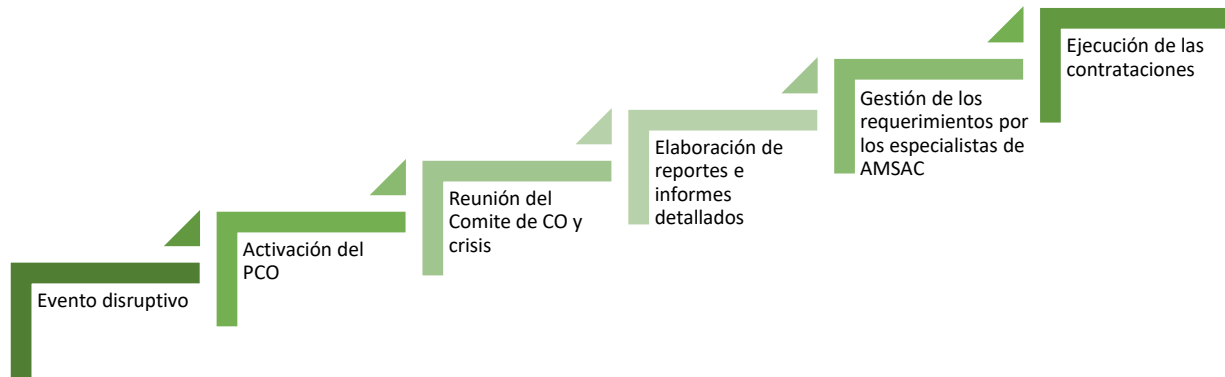 Evento disruptivo
Activación del
PCO
Reunión del
Comite de CO y
crisis
Elaboración de
reportes e
informes
detallados
Gestión de los
requerimientos por
los especialistas de
AMSAC
Ejecución de las
contrataciones